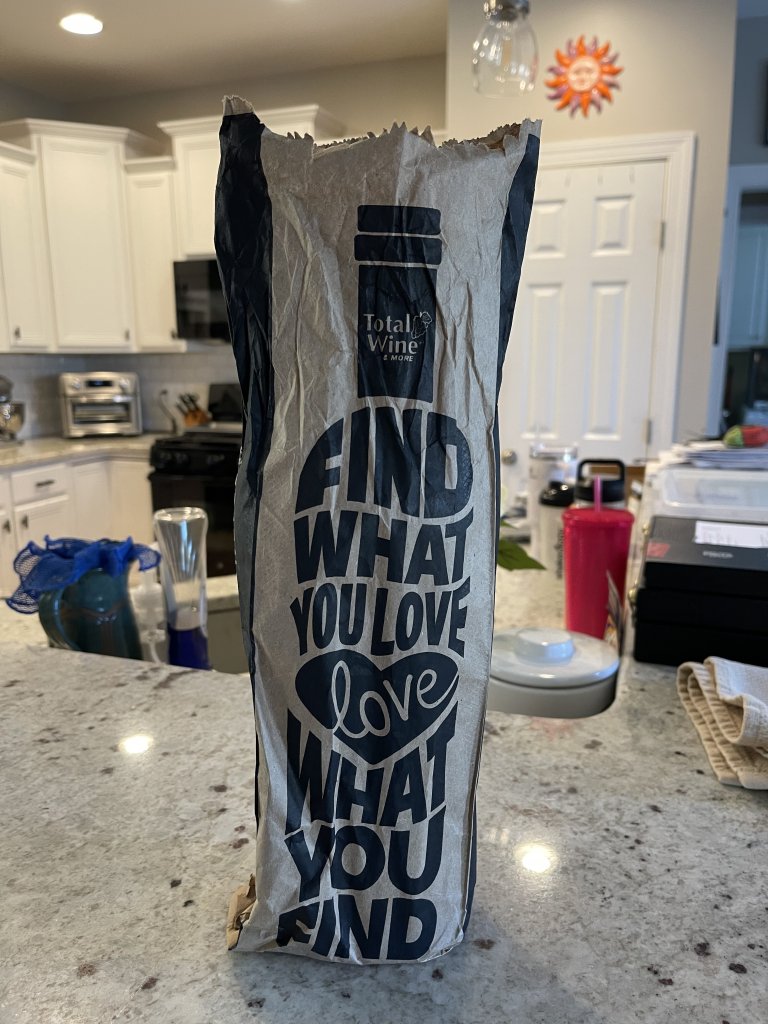 Total
Wine
& MORE
FIND
WHAT
YOU LOVE
love
WHAT
YOU
FIND